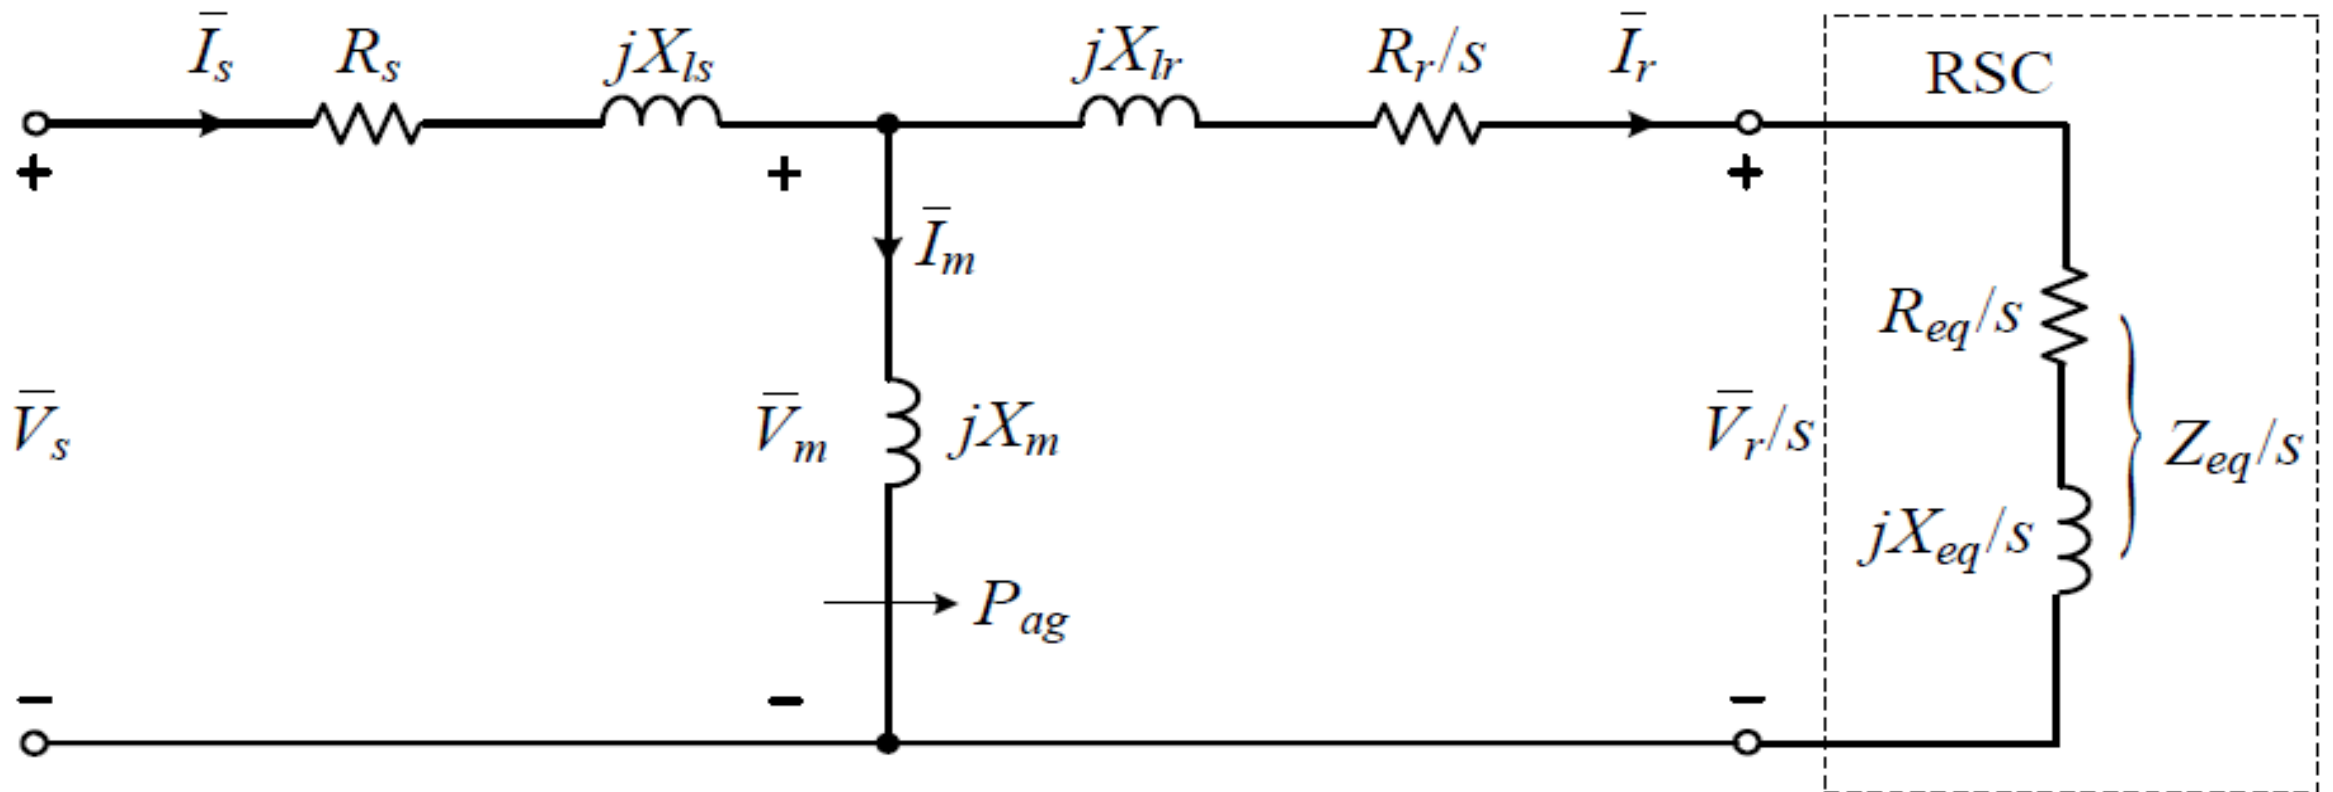 I̅s Rs jXls jXlr Rr/s I̅r RSC
+ + +
I̅m
Req/s
V̅s V̅m jXm V̅r/s Zeq/s
jXeq/s
Pag
− − −